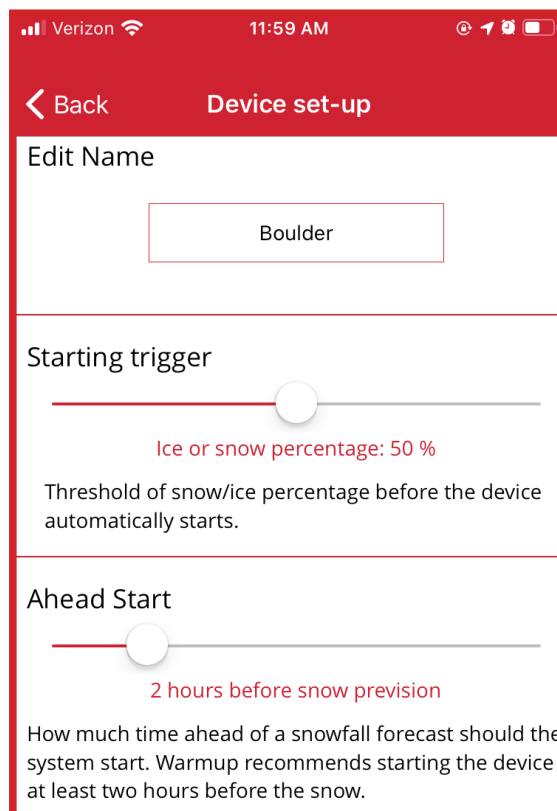 Verizon 11:59 AM
Back Device set-up
Edit Name
Boulder
Starting trigger
Ice or snow percentage: 50 %
Threshold of snow/ice percentage before the device
automatically starts.
Ahead Start
2 hours before snow prevision
How much time ahead of a snowfall forecast should the
system start. Warmup recommends starting the device
at least two hours before the snow.